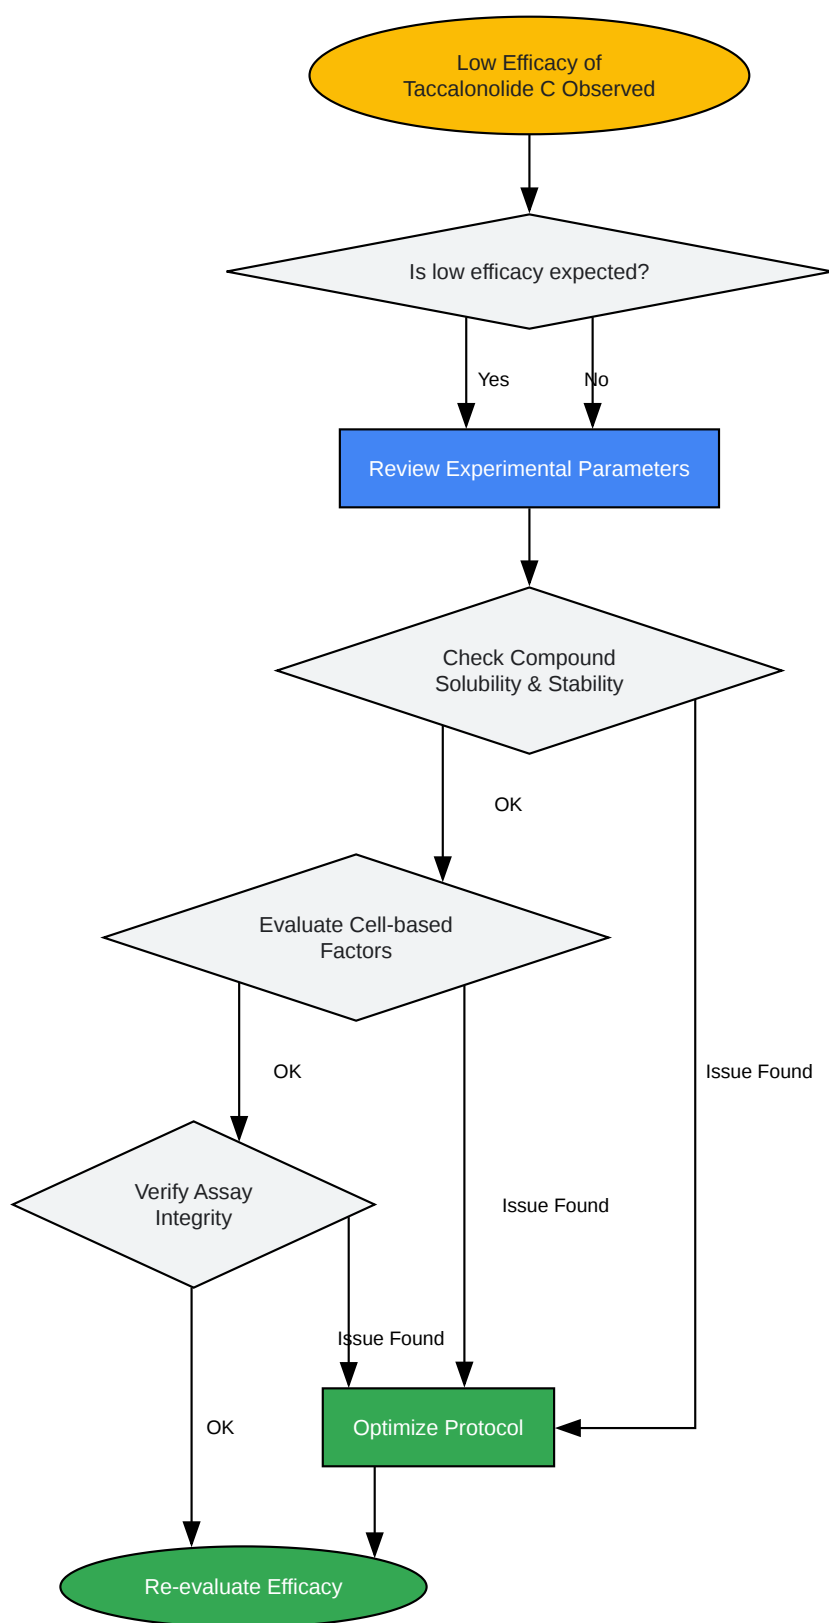 Low Efficacy of
Taccalonolide C Observed
Is low efficacy expected?
Yes
No
Review Experimental Parameters
Check Compound
Solubility & Stability
OK
Evaluate Cell-based
Factors
OK
Issue Found
Verify Assay
Integrity
Issue Found
Issue Found
OK
Optimize Protocol
Re-evaluate Efficacy